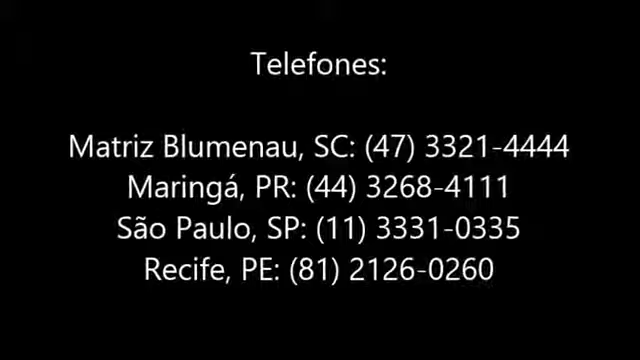 Telefones:
Matriz Blumenau, SC: (47) 3321-4444
Maringá, PR: (44) 3268-4111
São Paulo, SP: (11) 3331-0335
Recife, PE: (81) 2126-0260